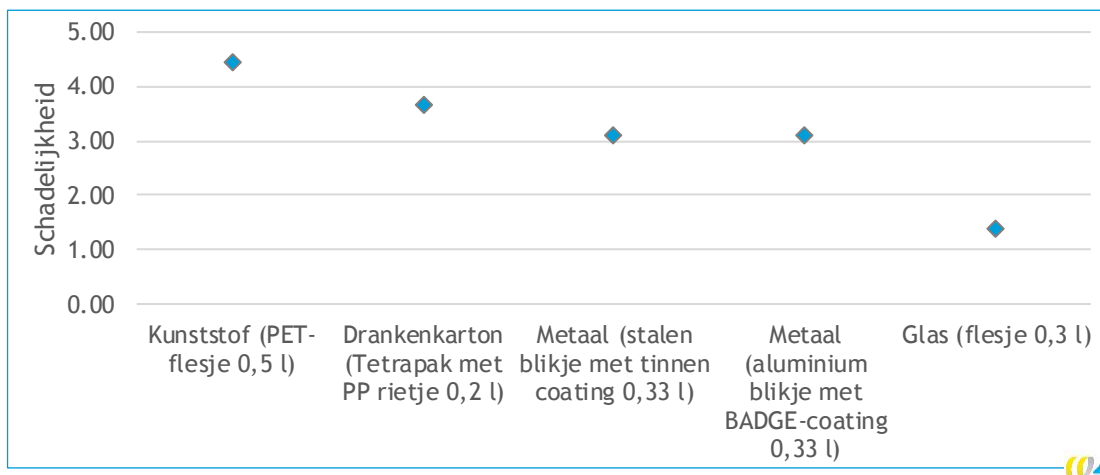 5.00
4.00
3.00
2.00
1.00
0.00
Schadelijkheid
Kunststof (PET-
flesje 0,5 l)
Drankenkarton
(Tetrapak met
PP rietje 0,2 l)
Metaal (stalen
blikje met tinnen
coating 0,33 l)
Metaal
(aluminium
blikje met
BADGE-coating
0,33 l)
Glas (flesje 0,3 l)